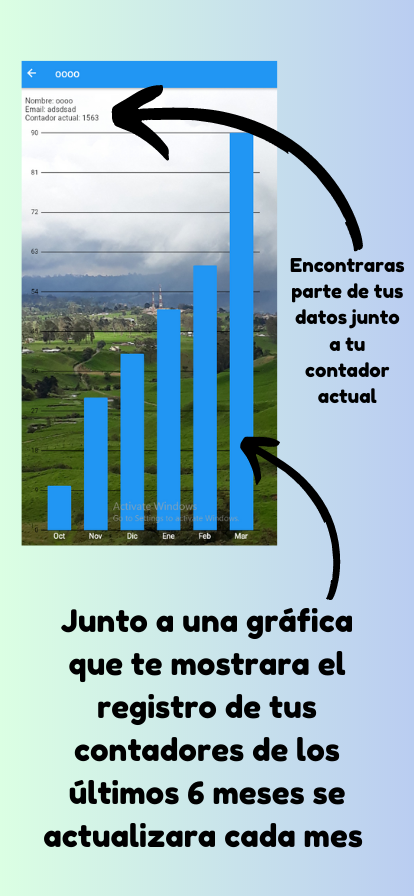 oooo
Nombre: oooo
Email: adsdsad
Contador actual: 1563
90
81
72
63
54
27
18
9
0
Activate Windows
Go to Settings to activate Windows.
Oct Nov Dic Ene Feb Mar
Encontraras
parte de tus
datos junto
a tu
contador
actual
Junto a una gráfica
que te mostrara el
registro de tus
contadores de los
últimos 6 meses se
actualizara cada mes